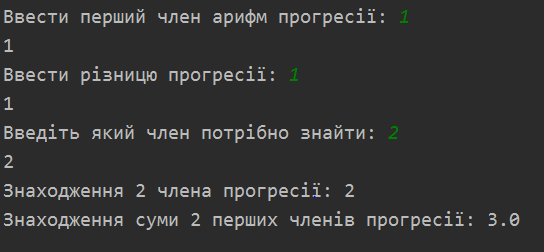 Ввести перший член арифм прогресії: 1
1
Ввести різницю прогресії: 1
1
Введіть який член потрібно знайти: 2
2
Знаходження 2 члена прогресії: 2
Знаходження суми 2 перших членів прогресії: 3.0